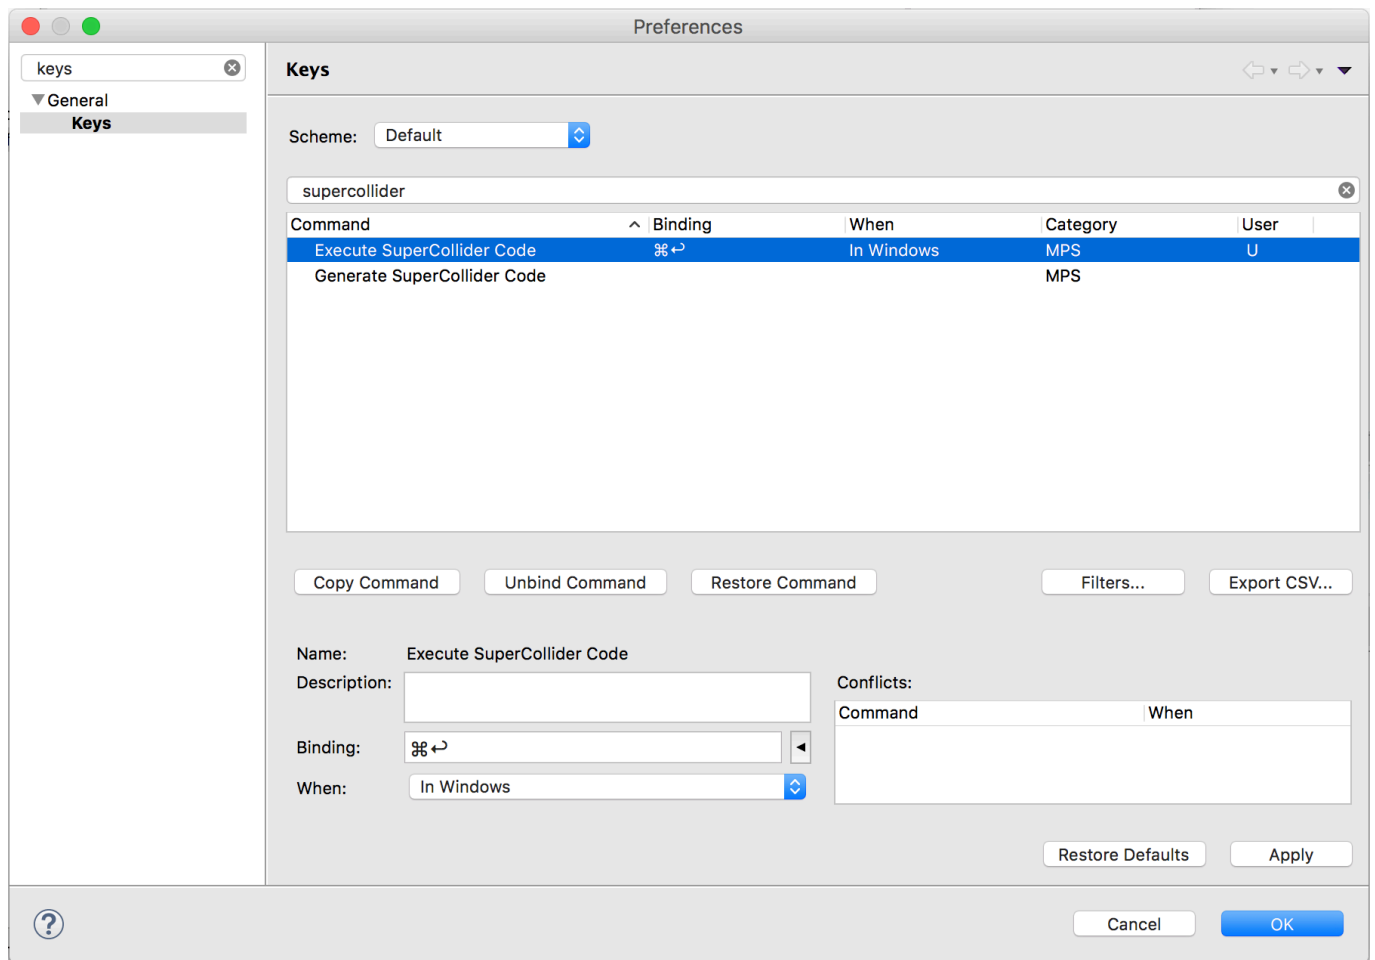 Preferences
keys
General
Keys
Keys
Scheme: Default
supercollider
Command Binding When Category User
Execute SuperCollider Code ⌘↩ In Windows MPS U
Generate SuperCollider Code MPS
Copy Command Unbind Command Restore Command Filters... Export CSV...
Name: Execute SuperCollider Code
Description: Conflicts:
Command When
Binding: ⌘↩
When: In Windows
Restore Defaults Apply
? Cancel OK